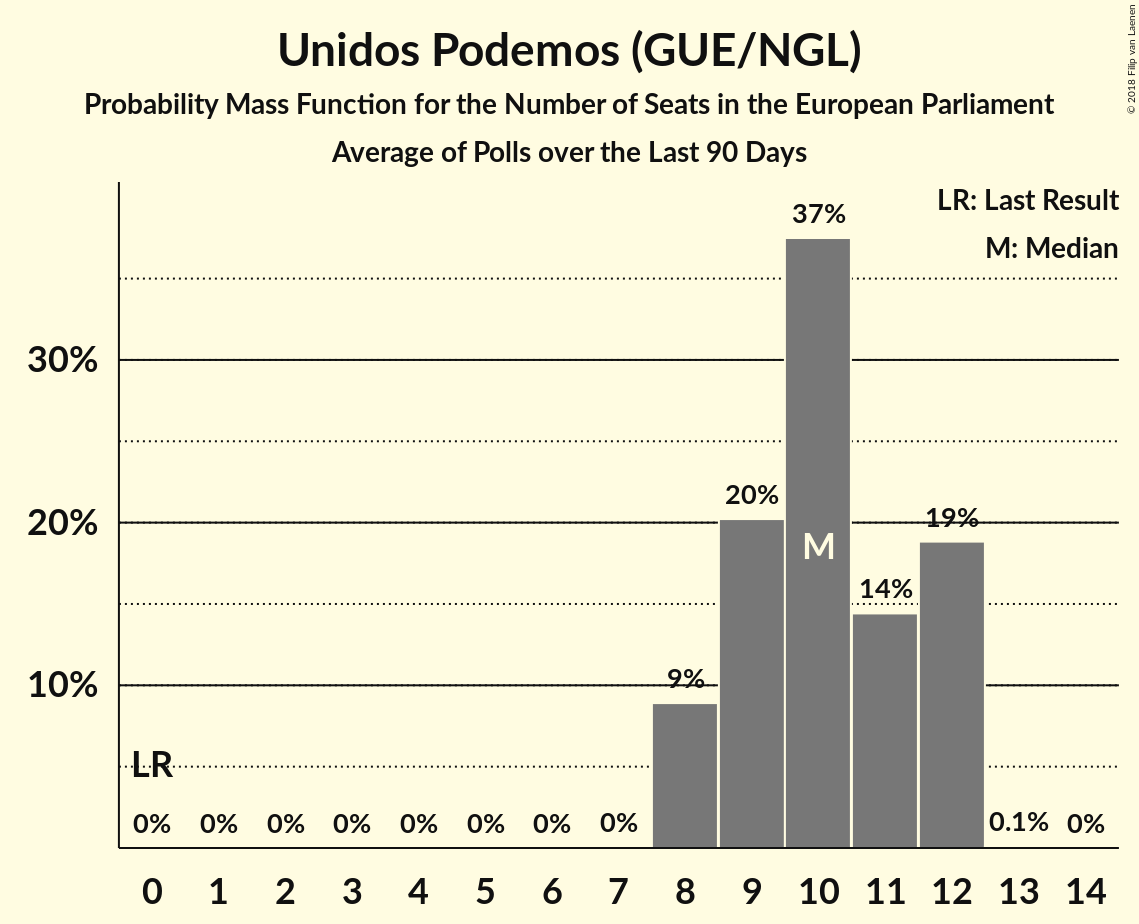 Unidos Podemos (GUE/NGL)
Probability Mass Function for the Number of Seats in the European Parliament
Average of Polls over the Last 90 Days
© 2018 Filip van Laenen
LR: Last Result
M: Median
37%
30%
20%
20%
19%
M
14%
10%
9%
LR
0% 0% 0% 0% 0% 0% 0% 0% 0.1% 0%
0 1 2 3 4 5 6 7 8 9 10 11 12 13 14